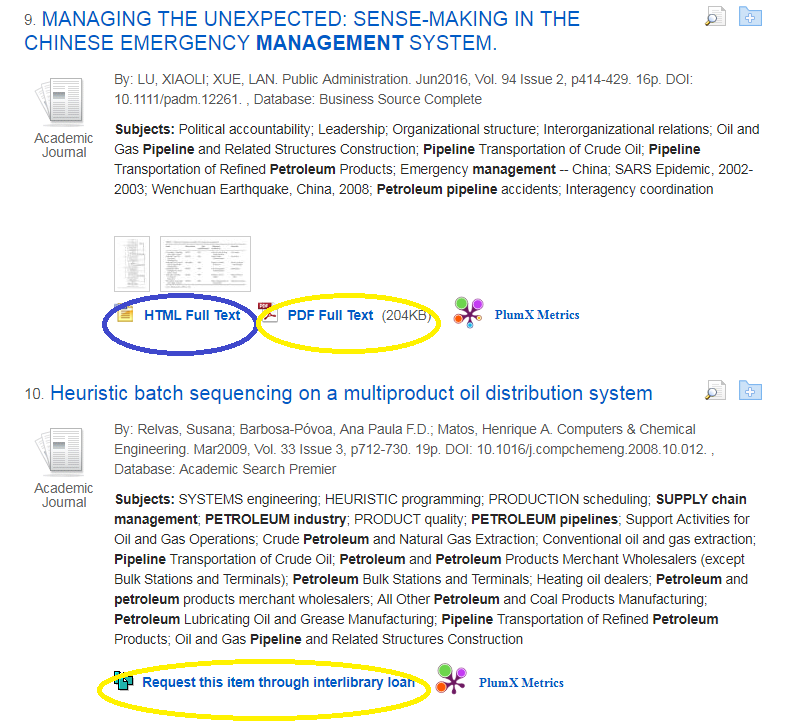 9. MANAGING THE UNEXPECTED: SENSE-MAKING IN THE
CHINESE EMERGENCY MANAGEMENT SYSTEM.
By: LU, XIAOLI; XUE, LAN. Public Administration. Jun2016, Vol. 94 Issue 2, p414-429. 16p. DOI:
10.1111/padm.12261. , Database: Business Source Complete
Academic
Journal
Subjects: Political accountability; Leadership; Organizational structure; Interorganizational relations; Oil and
Gas Pipeline and Related Structures Construction; Pipeline Transportation of Crude Oil; Pipeline
Transportation of Refined Petroleum Products; Emergency management -- China; SARS Epidemic, 2002-
2003; Wenchuan Earthquake, China, 2008; Petroleum pipeline accidents; Interagency coordination
HTML Full Text PDF PDF Full Text (204KB) PlumX Metrics
10. Heuristic batch sequencing on a multiproduct oil distribution system
By: Relvas, Susana; Barbosa-Póvoa, Ana Paula F.D.; Matos, Henrique A. Computers & Chemical
Engineering. Mar2009, Vol. 33 Issue 3, p712-730. 19p. DOI: 10.1016/j.compchemeng.2008.10.012. ,
Database: Academic Search Premier
Academic
Journal
Subjects: SYSTEMS engineering; HEURISTIC programming; PRODUCTION scheduling; SUPPLY chain
management; PETROLEUM industry; PRODUCT quality; PETROLEUM pipelines; Support Activities for
Oil and Gas Operations; Crude Petroleum and Natural Gas Extraction; Conventional oil and gas extraction;
Pipeline Transportation of Crude Oil; Petroleum and Petroleum Products Merchant Wholesalers (except
Bulk Stations and Terminals); Petroleum Bulk Stations and Terminals; Heating oil dealers; Petroleum and
petroleum products merchant wholesalers; All Other Petroleum and Coal Products Manufacturing;
Petroleum Lubricating Oil and Grease Manufacturing; Pipeline Transportation of Refined Petroleum
Products; Oil and Gas Pipeline and Related Structures Construction
Request this item through interlibrary loan PlumX Metrics